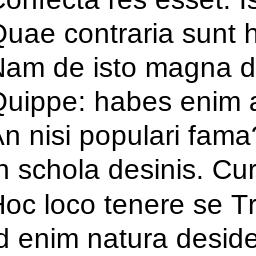 Confecta res esset. Is
Quae contraria sunt h
Nam de isto magna d
Quippe: habes enim a
An nisi populari fama?
n schola desinis. Cur
Hoc loco tenere se Tr
d enim natura deside